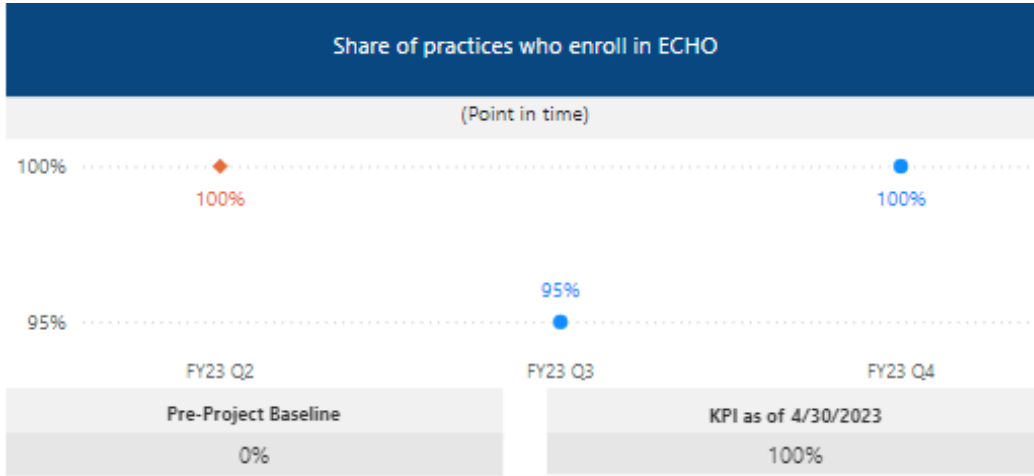 Share of practices who enroll in ECHO
(Point in time)
100%
100%
100%
95%
95%
FY23 Q2 FY23 Q3 FY23 Q4
Pre-Project Baseline KPI as of 4/30/2023
0% 100%